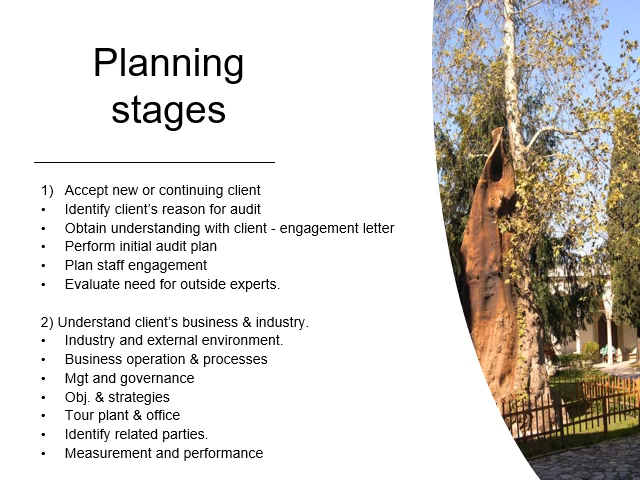 Planning
stages
1) Accept new or continuing client
• Identify client's reason for audit
• Obtain understanding with client - engagement letter
• Perform initial audit plan
• Plan staff engagement
• Evaluate need for outside experts.
2) Understand client's business & industry.
• Industry and external environment.
• Business operation & processes
• Mgt and governance
• Obj. & strategies
• Tour plant & office
• Identify related parties.
• Measurement and performance